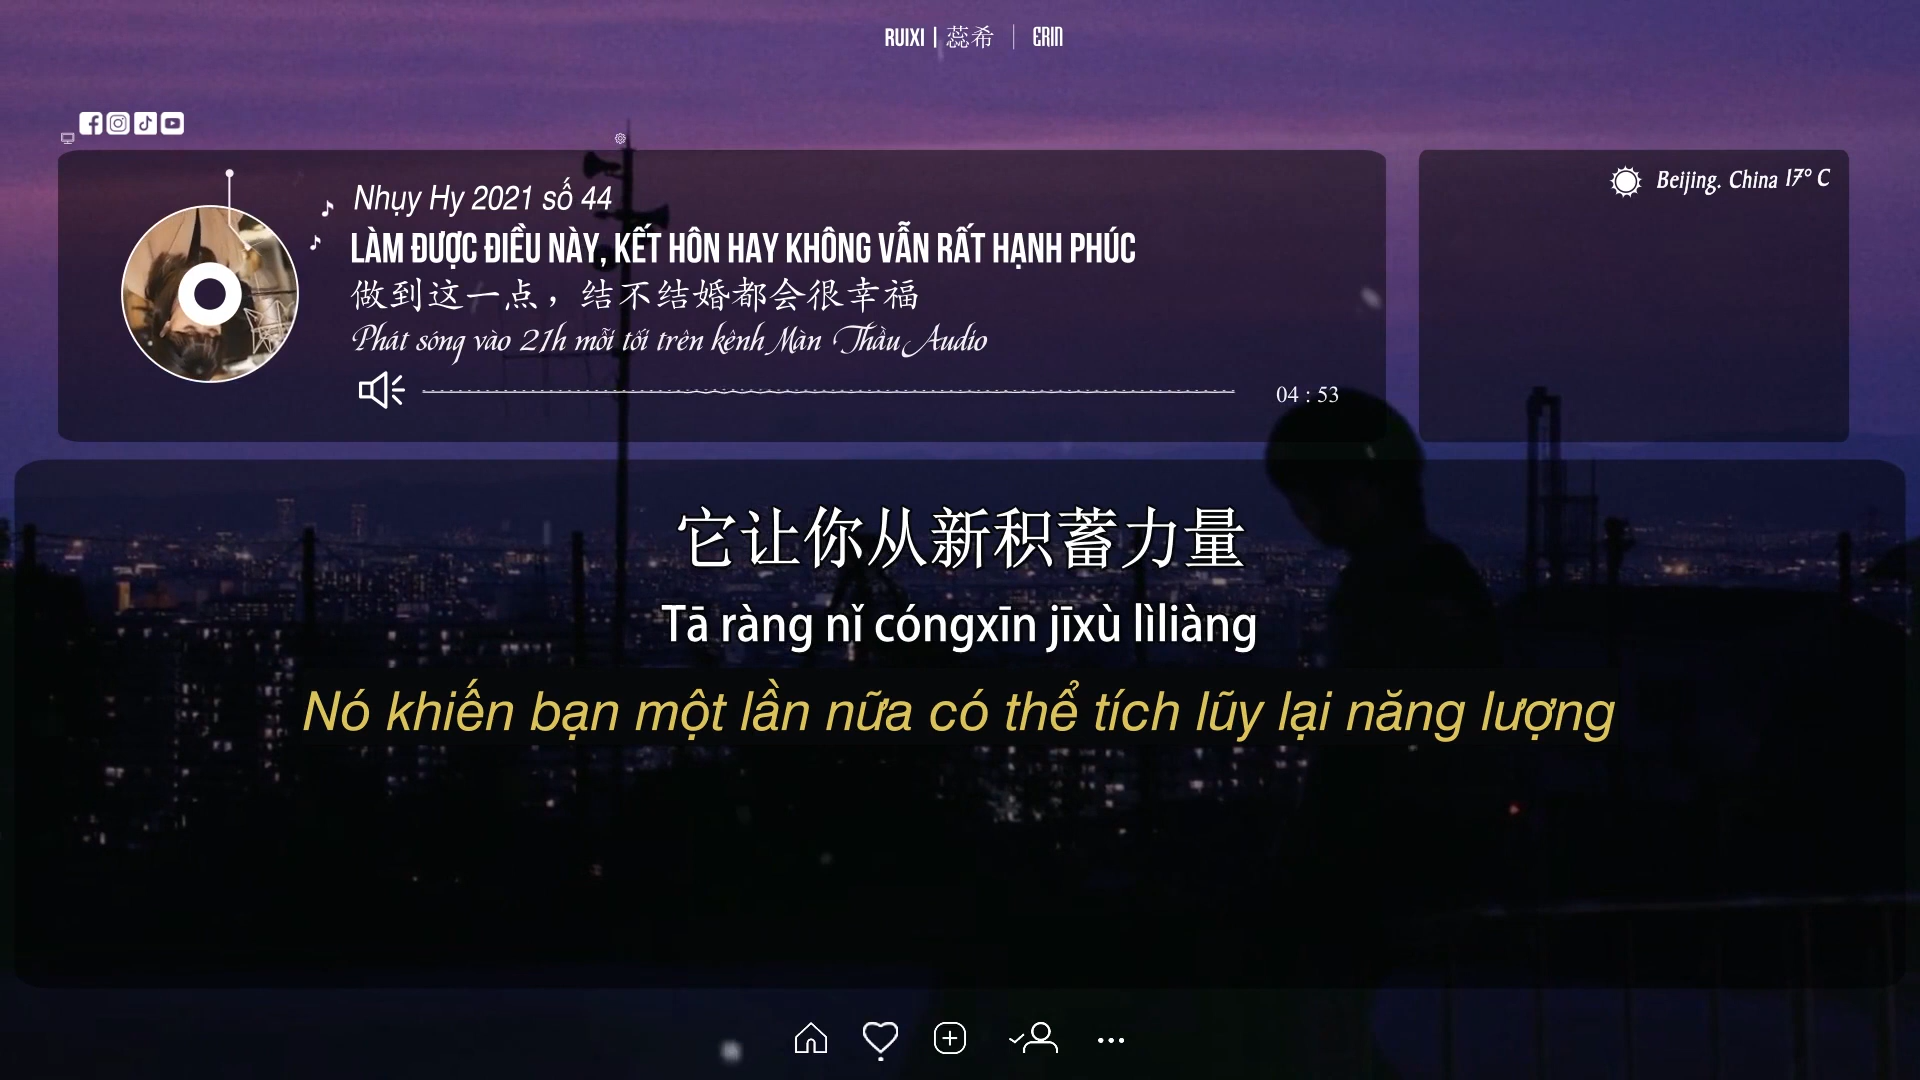 RUIXI | 蕊希 | ERIN
Nhụy Hy 2021 số 44
LÀM ĐƯỢC ĐIỀU NÀY, KẾT HÔN HAY KHÔNG VẪN RẤT HẠNH PHÚC
做到这一点，结不结婚都会很幸福
Phát sóng vào 21h mỗi tối trên kênh Màn Thầu Audio
04 : 53
Beijing. China 17° C
它让你从新积蓄力量
Tā ràng nǐ cóngxīn jīxù lìliàng
Nó khiến bạn một lần nữa có thể tích lũy lại năng lượng